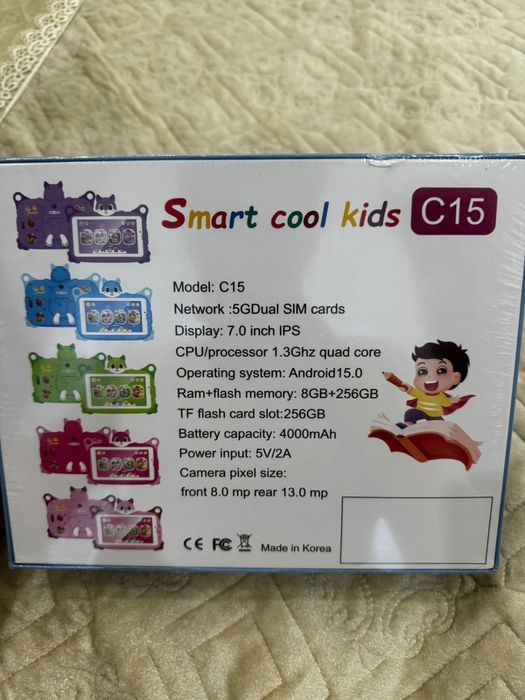 Smart cool kids C15
Model: C15
Network :5GDual SIM cards
Display: 7.0 inch IPS
CPU/processor 1.3Ghz quad core
Operating system: Android15.0
Ram+flash memory: 8GB+256GB
TF flash card slot:256GB
Battery capacity: 4000mAh
Power input: 5V/2A
Camera pixel size:
front 8.0 mp rear 13.0 mp
CE FC Made in Korea